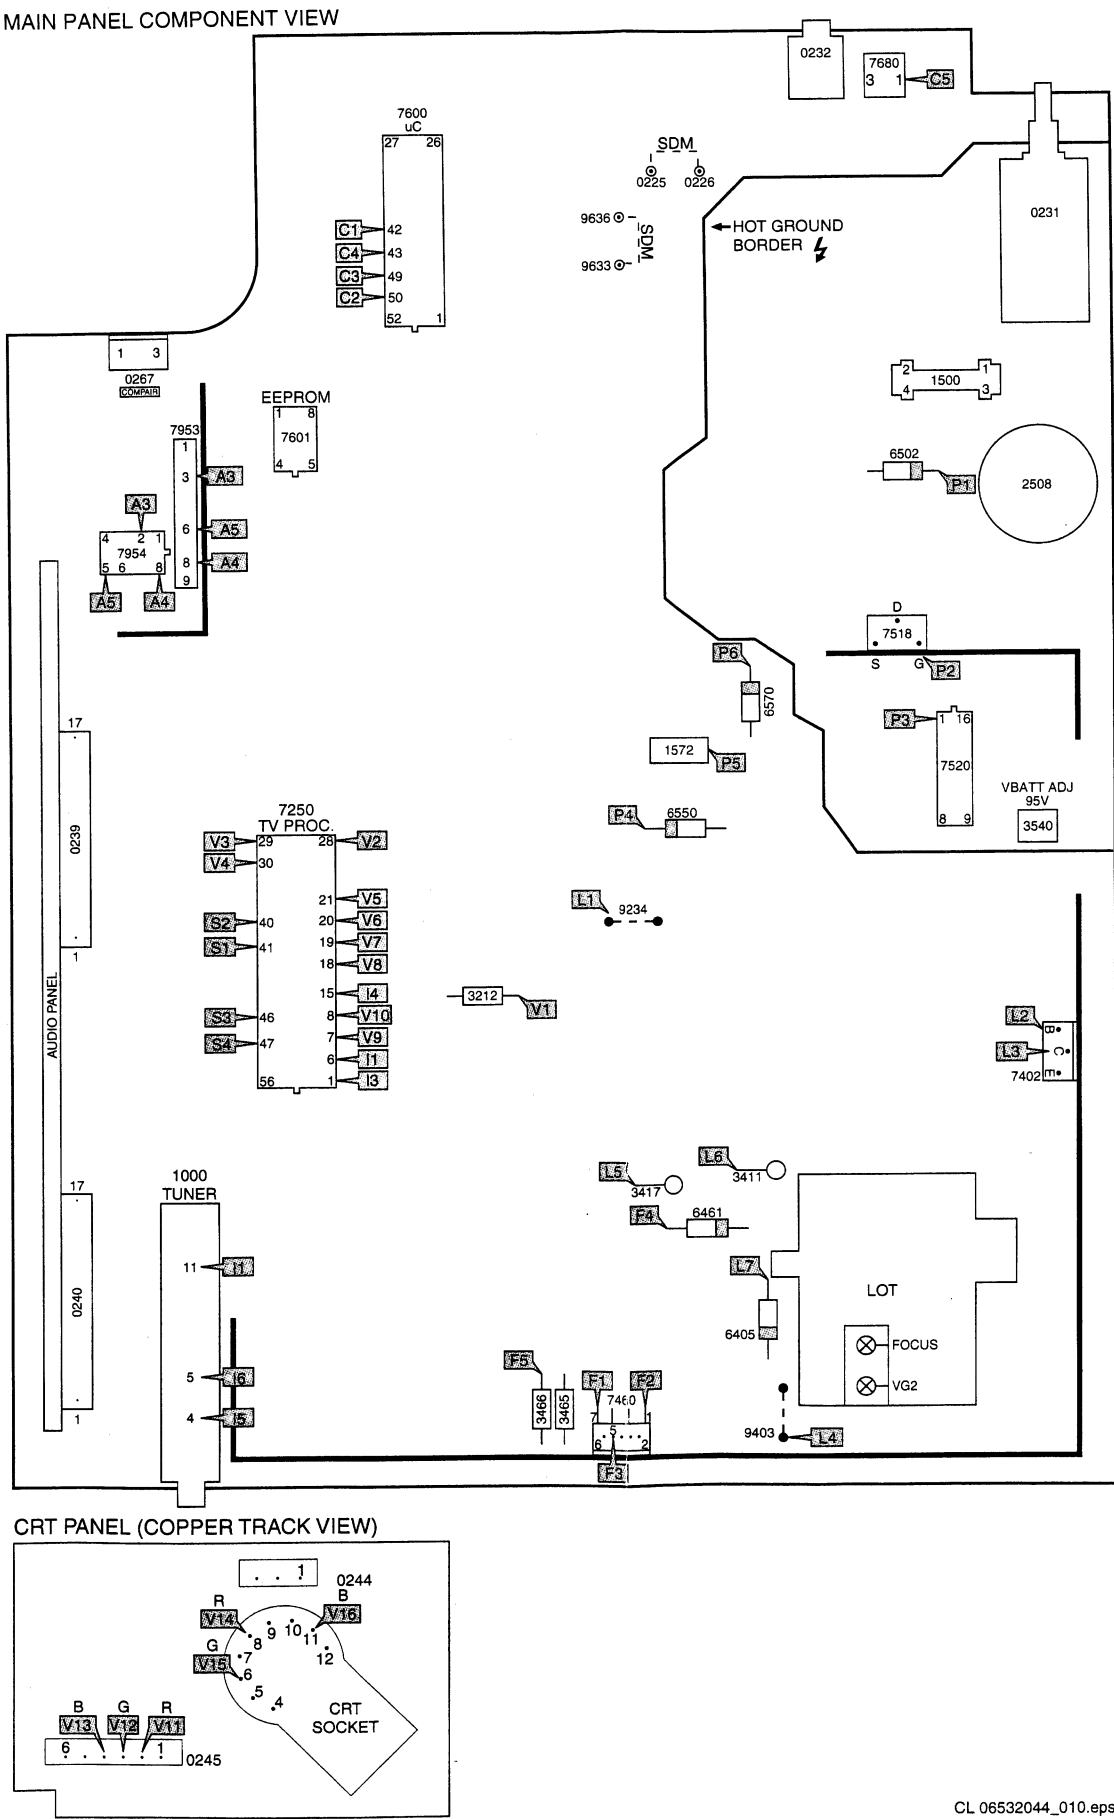 MAIN PANEL COMPONENT VIEW
0232
7680
3 1
C5
7600
uC
27 26
SDM
0225 0226
0231
C1 42
C4 43
C3 49
C2 50
52 1
9636
SDM
9633
HOT GROUND
BORDER
1 3
0267
COMPAIR
2 1
1500
4 3
EEPROM
1 8
7601
4 5
7953
1
3 A3
6 A5
8 A4
9
A3
4 2 1
7954
5 6 8
A5 A4
6502
P1
2508
D
7518
S G
P2
P6
6570
P3
1 16
7520
8 9
1572
P5
VBATT ADJ
95V
3540
P4
6550
17
0239
1
AUDIO PANEL
7250
TV PROC.
V3 29 28 V2
V4 30
21 V5
S2 40 20 V6
S1 41 19 V7
18 V8
15 I4
S3 46 8 V10
S4 47 7 V9
6 I1
56 1 I3
L1
9234
3212
V1
L2 B
L3 C
7402 E
L6
3411
L5
3417
F4
6461
1000
TUNER
17
0240
1
11 I1
5 I6
4 I5
L7
6405
LOT
FOCUS
VG2
F5
3466
3465
F1 F2
7460
7 1
5
6 2
F3
9403
L4
CRT PANEL (COPPER TRACK VIEW)
1
0244
R
V14
B
V16
G
V15
4
5
6
7
8
9
10
11
12
CRT
SOCKET
B G R
V13 V12 V11
6 1
0245
CL 06532044_010.eps